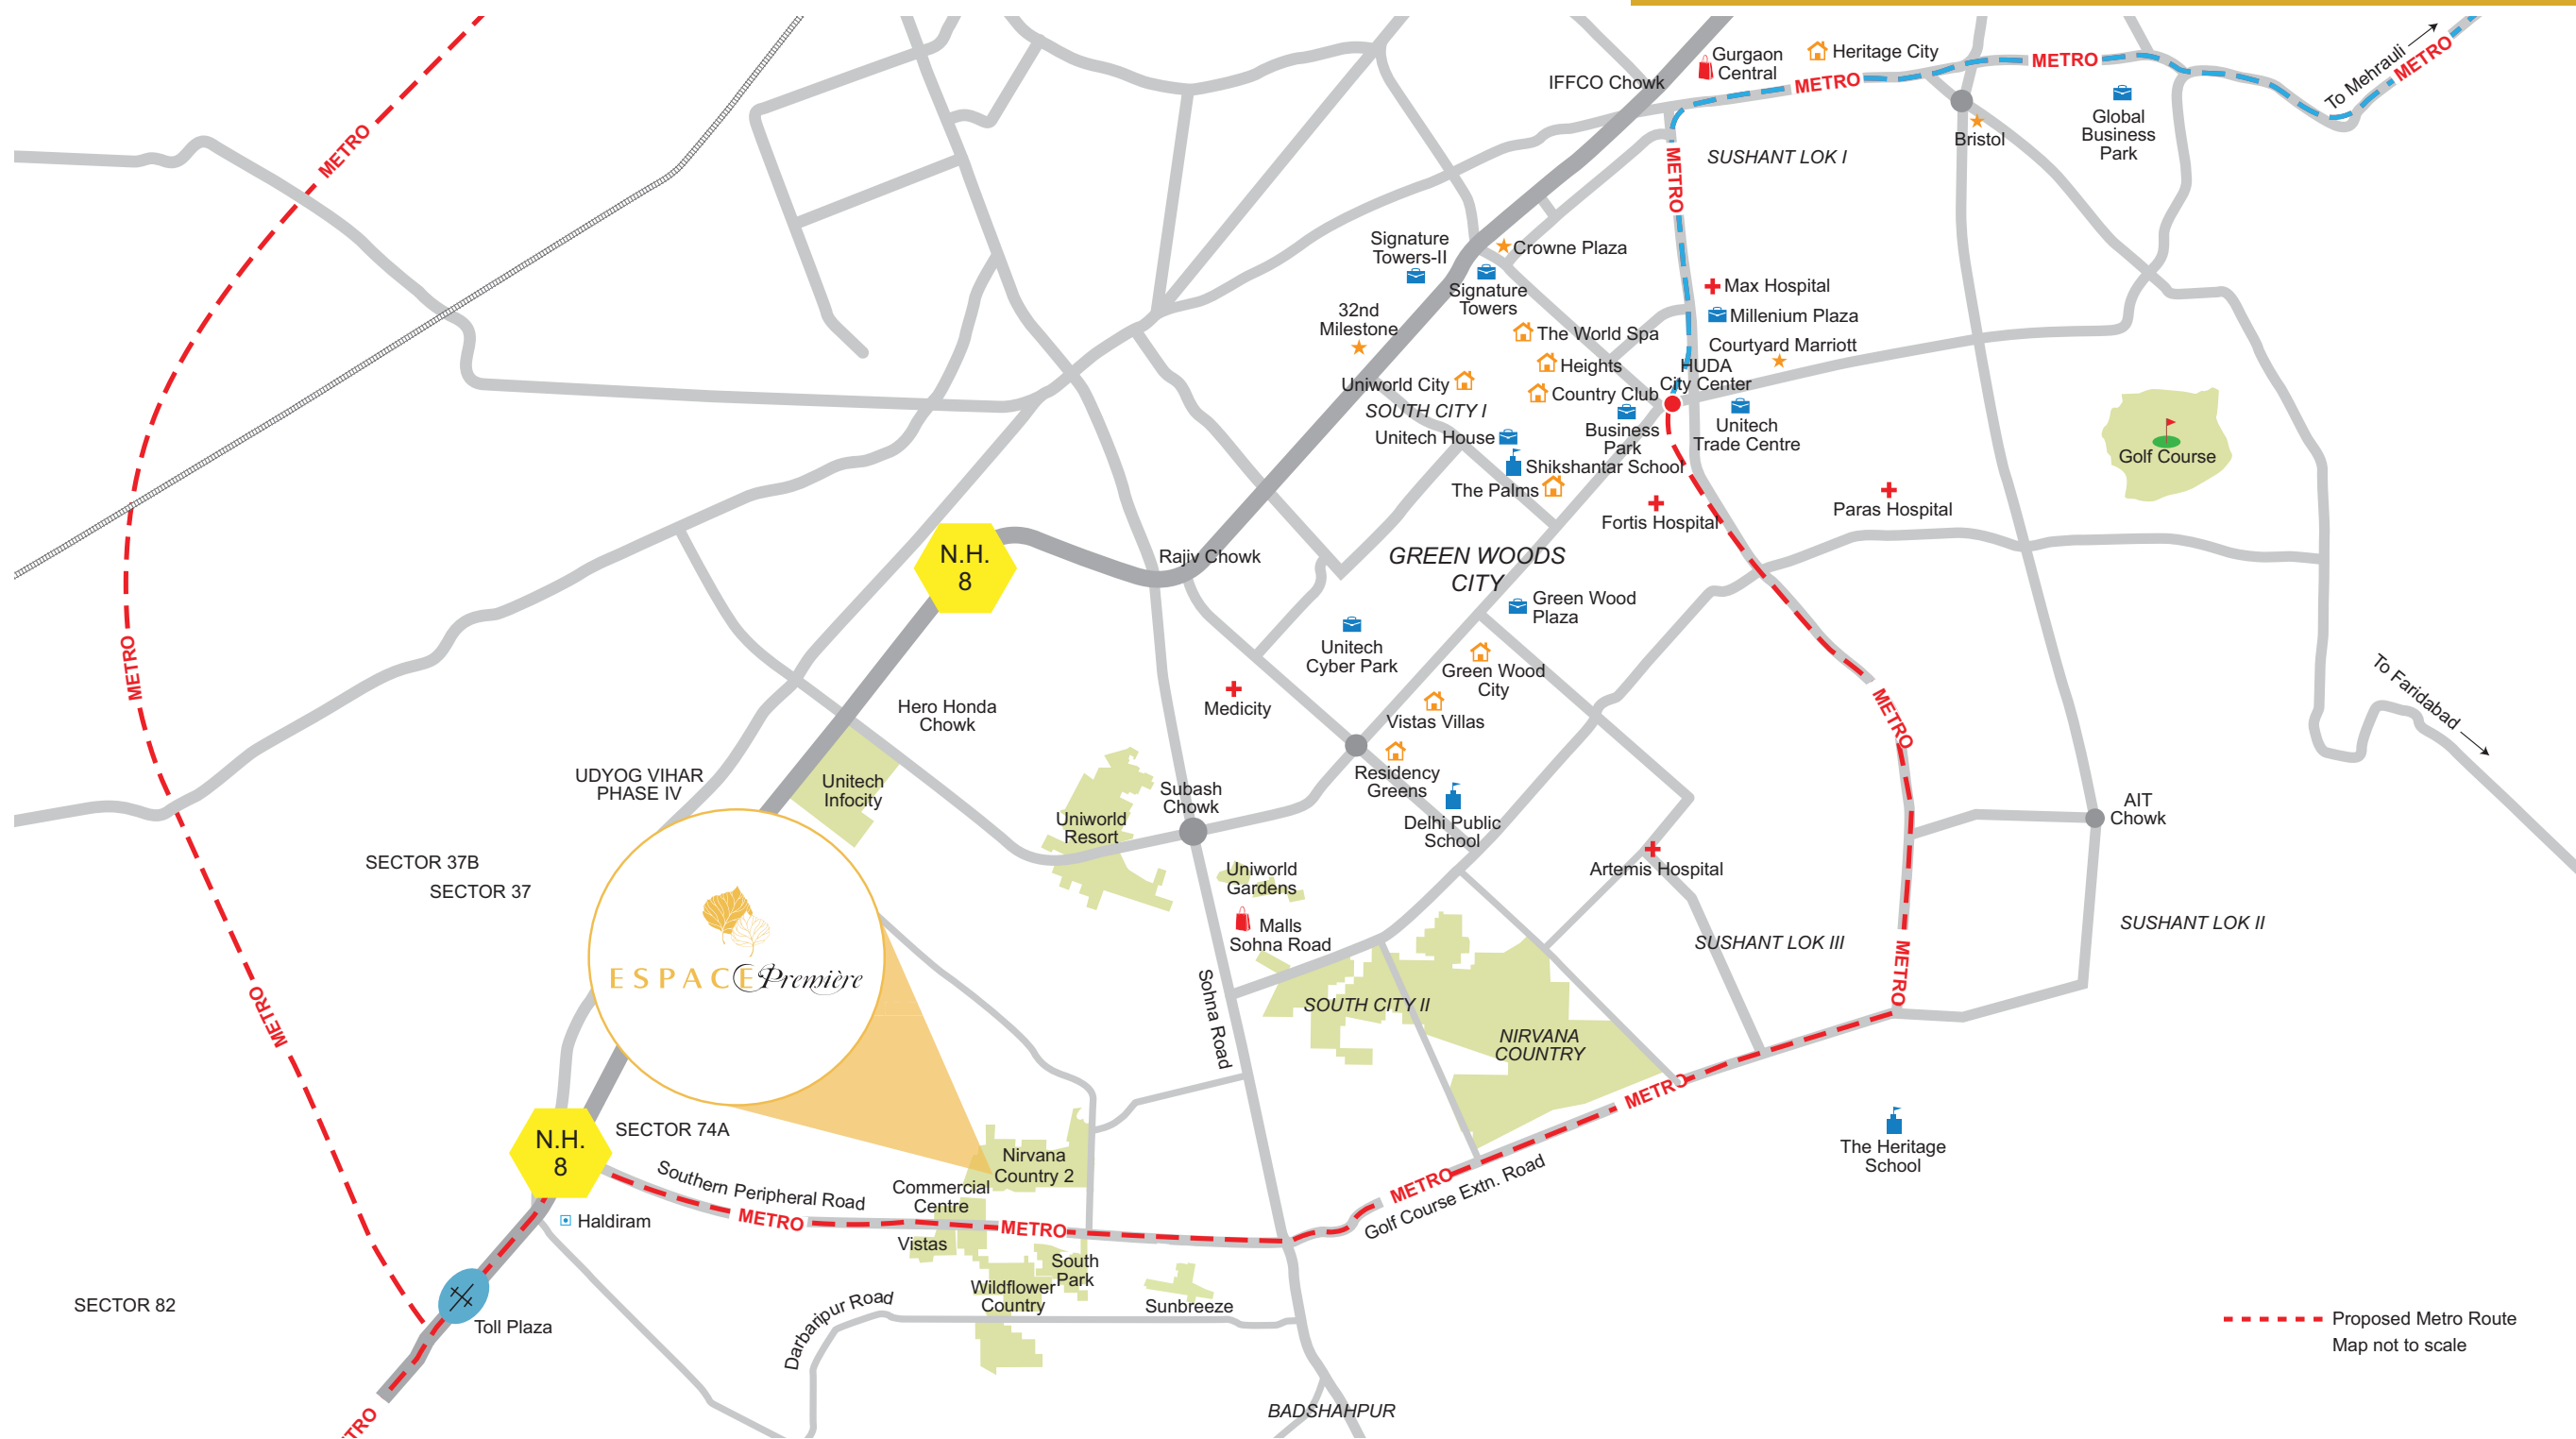 METRO
IFFCO Chowk
Gurgaon
Central
Heritage City
METRO
METRO
To Mehrauli
METRO
Bristol
Global
Business
Park
METRO
SUSHANT LOK I
Signature
Towers-II
Crowne Plaza
Signature
Towers
Max Hospital
Millenium Plaza
32nd
Milestone
The World Spa
Courtyard Marriott
Heights
HUDA
City Center
Uniworld City
Country Club
SOUTH CITY I
Business
Park
Unitech
Trade Centre
Unitech House
Shikshantar School
The Palms
Golf Course
Fortis Hospital
Paras Hospital
N.H.
8
Rajiv Chowk
GREEN WOODS
CITY
Green Wood
Plaza
Unitech
Cyber Park
METRO
Green Wood
City
To Faridabad
Medicity
Vistas Villas
METRO
Hero Honda
Chowk
UDYOG VIHAR
PHASE IV
Unitech
Infocity
Residency
Greens
Subash
Chowk
Uniworld
Resort
Delhi Public
School
AIT
Chowk
SECTOR 37B
SECTOR 37
Uniworld
Gardens
Artemis Hospital
Malls
Sohna Road
SUSHANT LOK III
SUSHANT LOK II
METRO
ESPACE Première
METRO
Sohna Road
SOUTH CITY II
NIRVANA
COUNTRY
METRO
N.H.
8
SECTOR 74A
Nirvana
Country 2
The Heritage
School
Southern Peripheral Road
Commercial
Centre
METRO
Golf Course Extn. Road
Haldiram
METRO
METRO
Vistas
South
Park
Wildflower
Country
Sunbreeze
SECTOR 82
Toll Plaza
Darbaripur Road
Proposed Metro Route
Map not to scale
BADSHAHPUR
TRO